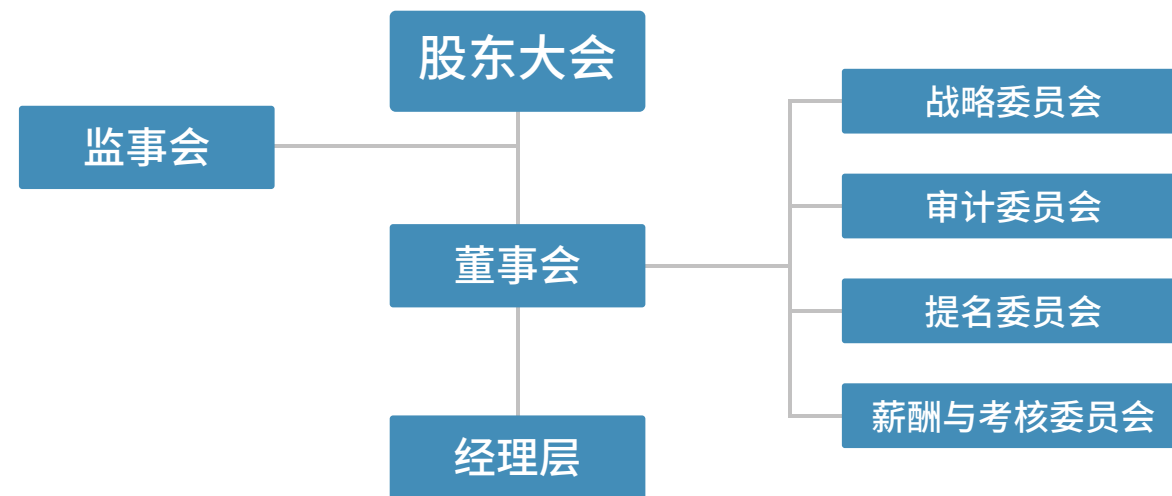 股东大会
监事会
董事会
经理层
战略委员会
审计委员会
提名委员会
薪酬与考核委员会